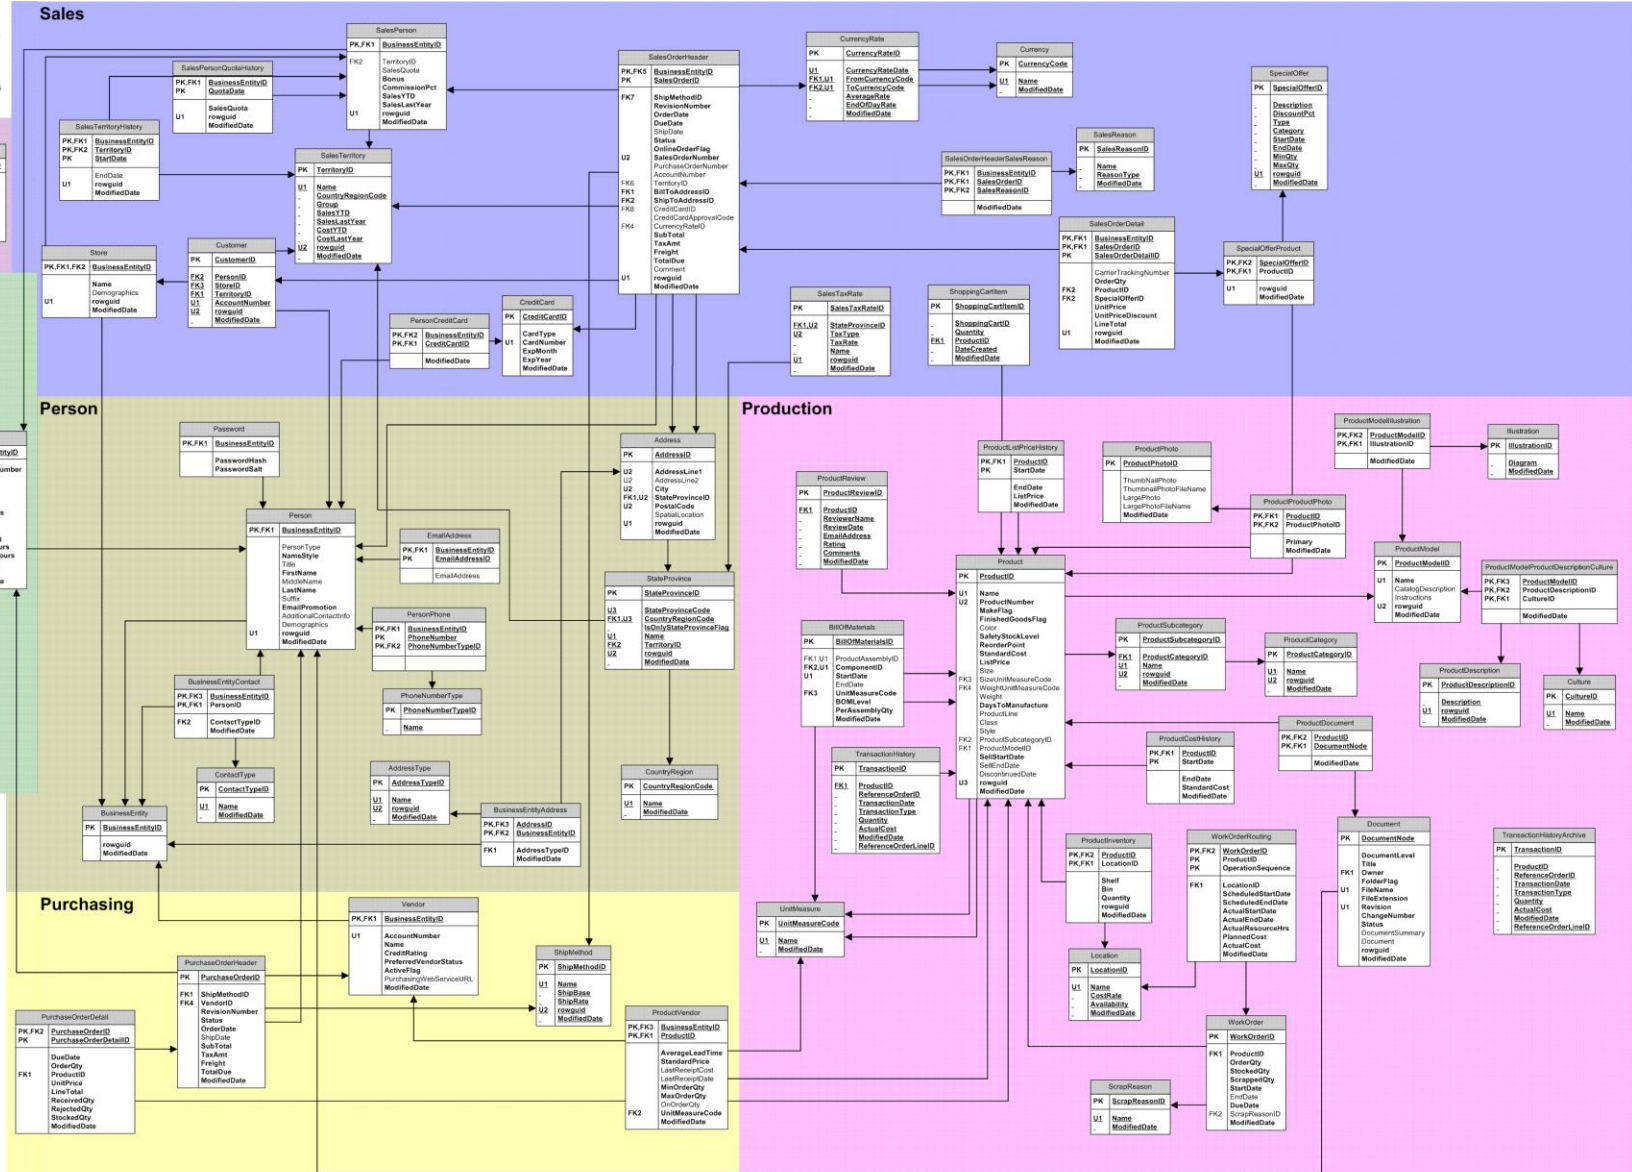 Sales
SalesPerson
PK,FK1 BusinessEntityID
FK2 TerritoryID
SalesQuota
Bonus
CommissionPct
SalesYTD
SalesLastYear
U1 rowguid
ModifiedDate
SalesPersonQuotaHistory
PK,FK1 BusinessEntityID
PK QuotaDate
SalesQuota
U1 rowguid
ModifiedDate
SalesTerritoryHistory
PK,FK1 BusinessEntityID
PK,FK2 TerritoryID
PK StartDate
EndDate
U1 rowguid
ModifiedDate
SalesTerritory
PK TerritoryID
U1 Name
CountryRegionCode
Group
SalesYTD
SalesLastYear
CostYTD
CostLastYear
U2 rowguid
ModifiedDate
Store
PK,FK1,FK2 BusinessEntityID
Name
Demographics
U1 rowguid
ModifiedDate
Customer
PK CustomerID
FK2 PersonID
FK3 StoreID
FK1 TerritoryID
U1 AccountNumber
U2 rowguid
ModifiedDate
SalesOrderHeader
PK,FK5 BusinessEntityID
PK SalesOrderID
FK7 ShipMethodID
RevisionNumber
OrderDate
DueDate
ShipDate
Status
OnlineOrderFlag
U2 SalesOrderNumber
PurchaseOrderNumber
AccountNumber
FK6 TerritoryID
FK1 BillToAddressID
FK2 ShipToAddressID
FK8 CreditCardID
CreditCardApprovalCode
FK4 CurrencyRateID
SubTotal
TaxAmt
Freight
TotalDue
Comment
U1 rowguid
ModifiedDate
PersonCreditCard
PK,FK2 BusinessEntityID
PK,FK1 CreditCardID
ModifiedDate
CreditCard
PK CreditCardID
CardType
U1 CardNumber
ExpMonth
ExpYear
ModifiedDate
CurrencyRate
PK CurrencyRateID
U1 CurrencyRateDate
FK1,U1 FromCurrencyCode
FK2,U1 ToCurrencyCode
AverageRate
EndOfDayRate
ModifiedDate
Currency
PK CurrencyCode
U1 Name
ModifiedDate
SpecialOffer
PK SpecialOfferID
Description
DiscountPct
Type
Category
StartDate
EndDate
MinQty
MaxQty
U1 rowguid
ModifiedDate
SalesReason
PK SalesReasonID
Name
ReasonType
ModifiedDate
SalesOrderHeaderSalesReason
PK,FK1 BusinessEntityID
PK,FK1 SalesOrderID
PK,FK2 SalesReasonID
ModifiedDate
SalesOrderDetail
PK,FK1 BusinessEntityID
PK,FK1 SalesOrderID
PK SalesOrderDetailID
CarrierTrackingNumber
OrderQty
FK2 ProductID
FK2 SpecialOfferID
UnitPrice
UnitPriceDiscount
LineTotal
U1 rowguid
ModifiedDate
SpecialOfferProduct
PK,FK2 SpecialOfferID
PK,FK1 ProductID
U1 rowguid
ModifiedDate
SalesTaxRate
PK SalesTaxRateID
FK1,U2 StateProvinceID
U2 TaxType
TaxRate
Name
U1 rowguid
ModifiedDate
ShoppingCartItem
PK ShoppingCartItemID
ShoppingCartID
Quantity
FK1 ProductID
DateCreated
ModifiedDate
Person
Password
PK,FK1 BusinessEntityID
PasswordHash
PasswordSalt
Person
PK,FK1 BusinessEntityID
PersonType
NameStyle
Title
FirstName
MiddleName
LastName
Suffix
EmailPromotion
AdditionalContactInfo
Demographics
U1 rowguid
ModifiedDate
EmailAddress
PK,FK1 BusinessEntityID
PK EmailAddressID
EmailAddress
PersonPhone
PK,FK1 BusinessEntityID
PK PhoneNumber
PK,FK2 PhoneNumberTypeID
PhoneNumberType
PK PhoneNumberTypeID
Name
Address
PK AddressID
U2 AddressLine1
U2 AddressLine2
U2 City
FK1,U2 StateProvinceID
U2 PostalCode
SpatialLocation
U1 rowguid
ModifiedDate
StateProvince
PK StateProvinceID
U3 StateProvinceCode
FK1,U3 CountryRegionCode
IsOnlyStateProvinceFlag
U1 Name
FK2 TerritoryID
U2 rowguid
ModifiedDate
CountryRegion
PK CountryRegionCode
U1 Name
ModifiedDate
BusinessEntityContact
PK,FK3 BusinessEntityID
PK,FK1 PersonID
FK2 ContactTypeID
ModifiedDate
ContactType
PK ContactTypeID
U1 Name
ModifiedDate
AddressType
PK AddressTypeID
U1 Name
U2 rowguid
ModifiedDate
BusinessEntity
PK BusinessEntityID
rowguid
ModifiedDate
BusinessEntityAddress
PK,FK3 AddressID
PK,FK2 BusinessEntityID
FK1 AddressTypeID
ModifiedDate
Purchasing
Vendor
PK,FK1 BusinessEntityID
U1 AccountNumber
Name
CreditRating
PreferredVendorStatus
ActiveFlag
PurchasingWebServiceURL
ModifiedDate
PurchaseOrderHeader
PK PurchaseOrderID
FK1 ShipMethodID
FK4 VendorID
RevisionNumber
Status
OrderDate
ShipDate
SubTotal
TaxAmt
Freight
TotalDue
ModifiedDate
PurchaseOrderDetail
PK,FK2 PurchaseOrderID
PK PurchaseOrderDetailID
DueDate
OrderQty
FK1 ProductID
UnitPrice
LineTotal
ReceivedQty
RejectedQty
StockedQty
ModifiedDate
ShipMethod
PK ShipMethodID
U1 Name
ShipBase
ShipRate
U2 rowguid
ModifiedDate
ProductVendor
PK,FK3 BusinessEntityID
PK,FK1 ProductID
AverageLeadTime
StandardPrice
LastReceiptCost
LastReceiptDate
MinOrderQty
MaxOrderQty
OnOrderQty
FK2 UnitMeasureCode
ModifiedDate
Production
ProductReview
PK ProductReviewID
FK1 ProductID
ReviewerName
ReviewDate
EmailAddress
Rating
Comments
ModifiedDate
ProductListPriceHistory
PK,FK1 ProductID
PK StartDate
EndDate
ListPrice
ModifiedDate
ProductPhoto
PK ProductPhotoID
ThumbNailPhoto
ThumbnailPhotoFileName
LargePhoto
LargePhotoFileName
ModifiedDate
ProductProductPhoto
PK,FK1 ProductID
PK,FK2 ProductPhotoID
Primary
ModifiedDate
ProductModelIllustration
PK,FK2 ProductModelID
PK,FK1 IllustrationID
ModifiedDate
Illustration
PK IllustrationID
Diagram
ModifiedDate
Product
PK ProductID
U1 Name
U2 ProductNumber
MakeFlag
FinishedGoodsFlag
Color
SafetyStockLevel
ReorderPoint
StandardCost
ListPrice
Size
FK3 SizeUnitMeasureCode
FK4 WeightUnitMeasureCode
Weight
DaysToManufacture
ProductLine
Class
Style
FK2 ProductSubcategoryID
FK1 ProductModelID
SellStartDate
SellEndDate
DiscontinuedDate
U3 rowguid
ModifiedDate
ProductModel
PK ProductModelID
U1 Name
CatalogDescription
Instructions
U2 rowguid
ModifiedDate
ProductModelProductDescriptionCulture
PK,FK3 ProductModelID
PK,FK2 ProductDescriptionID
PK,FK1 CultureID
ModifiedDate
BillOfMaterials
PK BillOfMaterialsID
FK1,U1 ProductAssemblyID
FK2,U1 ComponentID
U1 StartDate
EndDate
FK3 UnitMeasureCode
BOMLevel
PerAssemblyQty
ModifiedDate
ProductSubcategory
PK ProductSubcategoryID
FK1 ProductCategoryID
U1 Name
U2 rowguid
ModifiedDate
ProductCategory
PK ProductCategoryID
U1 Name
U2 rowguid
ModifiedDate
ProductDescription
PK ProductDescriptionID
Description
U1 rowguid
ModifiedDate
Culture
PK CultureID
U1 Name
ModifiedDate
TransactionHistory
PK TransactionID
FK1 ProductID
ReferenceOrderID
TransactionDate
TransactionType
Quantity
ActualCost
ModifiedDate
ReferenceOrderLineID
ProductCostHistory
PK,FK1 ProductID
PK StartDate
EndDate
StandardCost
ModifiedDate
ProductDocument
PK,FK2 ProductID
PK,FK1 DocumentNode
ModifiedDate
ProductInventory
PK,FK2 ProductID
PK,FK1 LocationID
Shelf
Bin
Quantity
rowguid
ModifiedDate
WorkOrderRouting
PK,FK2 WorkOrderID
PK ProductID
PK OperationSequence
FK1 LocationID
ScheduledStartDate
ScheduledEndDate
ActualStartDate
ActualEndDate
ActualResourceHrs
PlannedCost
ActualCost
ModifiedDate
Document
PK DocumentNode
DocumentLevel
Title
FK1 Owner
FolderFlag
U1 FileName
FileExtension
U1 Revision
ChangeNumber
Status
DocumentSummary
Document
rowguid
ModifiedDate
TransactionHistoryArchive
PK TransactionID
ProductID
ReferenceOrderID
TransactionDate
TransactionType
Quantity
ActualCost
ModifiedDate
ReferenceOrderLineID
UnitMeasure
PK UnitMeasureCode
U1 Name
ModifiedDate
Location
PK LocationID
U1 Name
CostRate
Availability
ModifiedDate
WorkOrder
PK WorkOrderID
FK1 ProductID
OrderQty
StockedQty
ScrappedQty
StartDate
EndDate
DueDate
FK2 ScrapReasonID
ModifiedDate
ScrapReason
PK ScrapReasonID
U1 Name
ModifiedDate